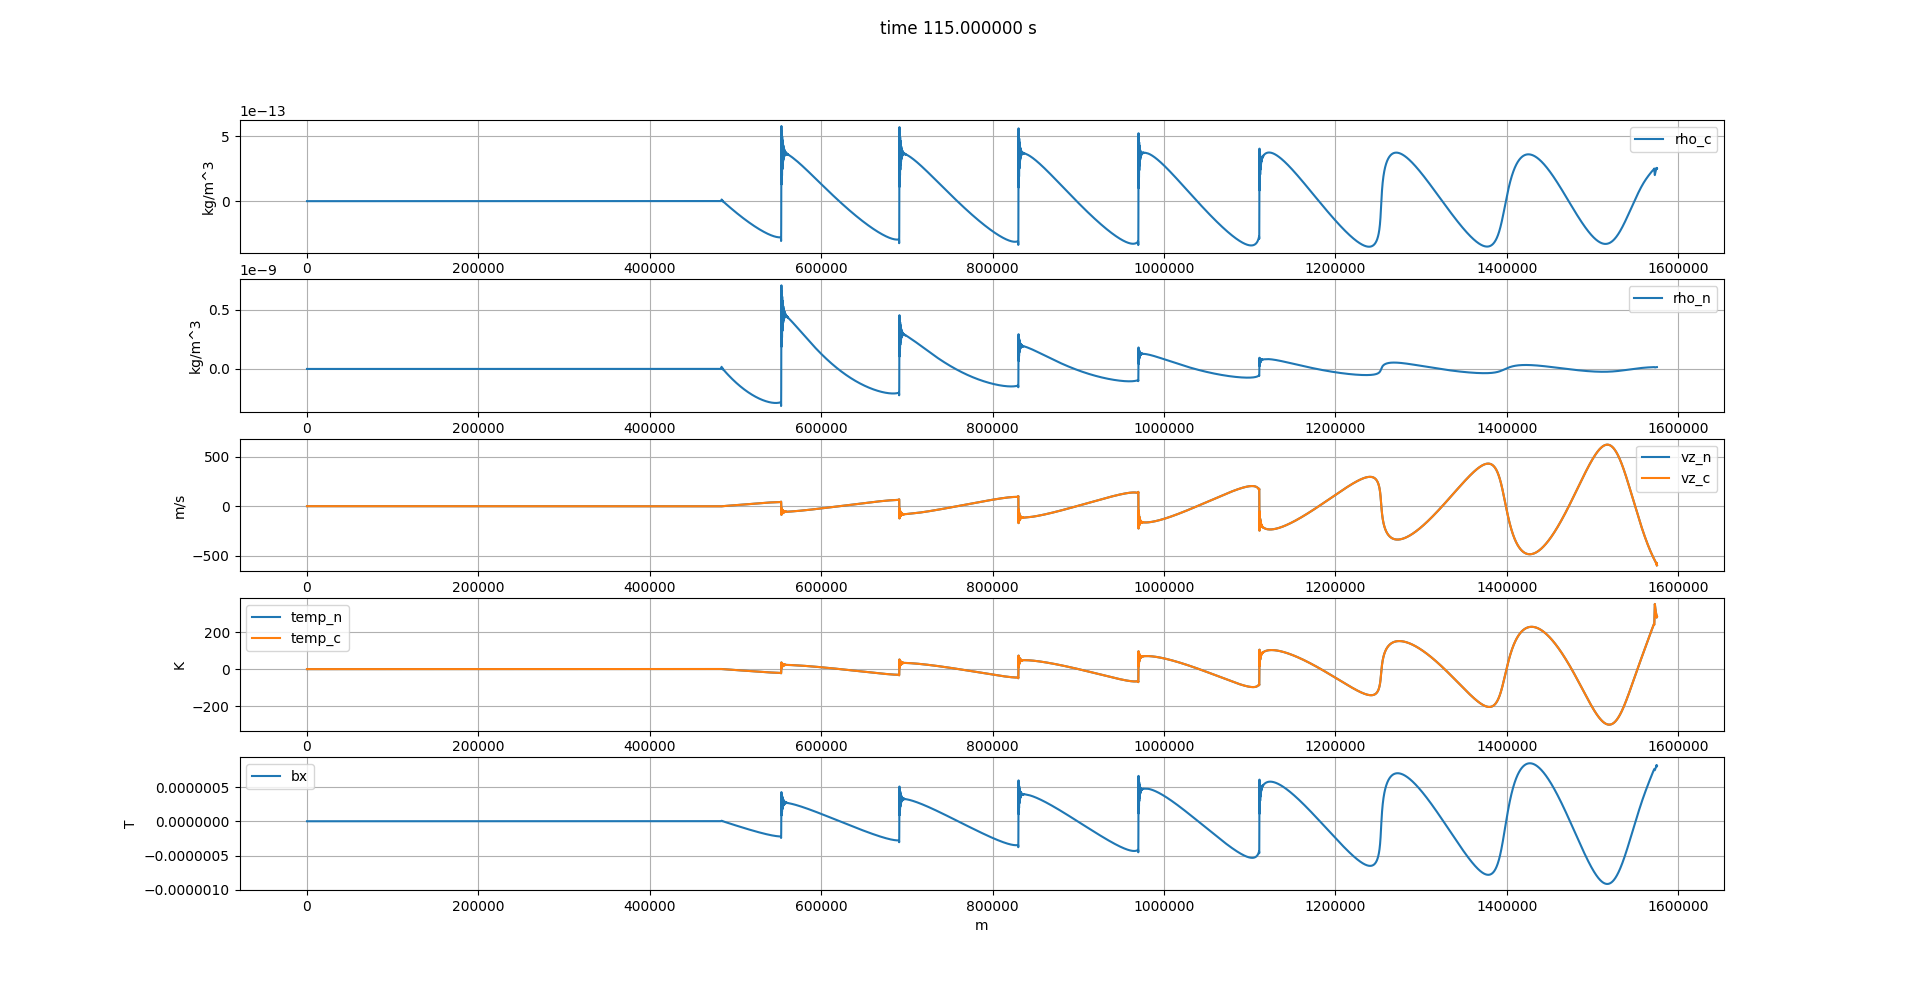 time 115.000000 s
1e−13
kg/m^3
5
0
rho_c
0 200000 400000 600000 800000 1000000 1200000 1400000 1600000
1e−9
kg/m^3
0.5
0.0
rho_n
0 200000 400000 600000 800000 1000000 1200000 1400000 1600000
m/s
500
0
−500
vz_n
vz_c
0 200000 400000 600000 800000 1000000 1200000 1400000 1600000
K
200
0
−200
temp_n
temp_c
0 200000 400000 600000 800000 1000000 1200000 1400000 1600000
T
0.0000005
0.0000000
−0.0000005
−0.0000010
bx
0 200000 400000 600000 800000 1000000 1200000 1400000 1600000
m